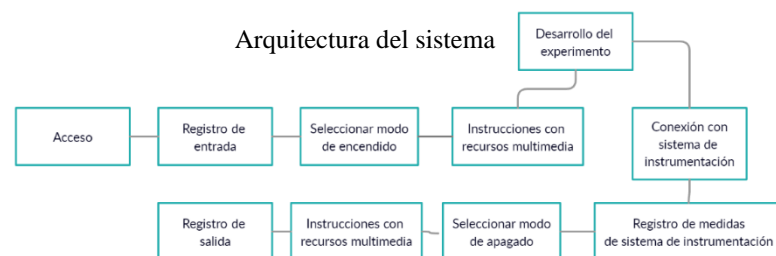 Arquitectura del sistema
Desarrollo del
experimento
Acceso
Registro de
entrada
Seleccionar modo
de encendido
Instrucciones con
recursos multimedia
Conexión con
sistema de
instrumentación
Registro de
salida
Instrucciones con
recursos multimedia
Seleccionar modo
de apagado
Registro de medidas
de sistema de instrumentación